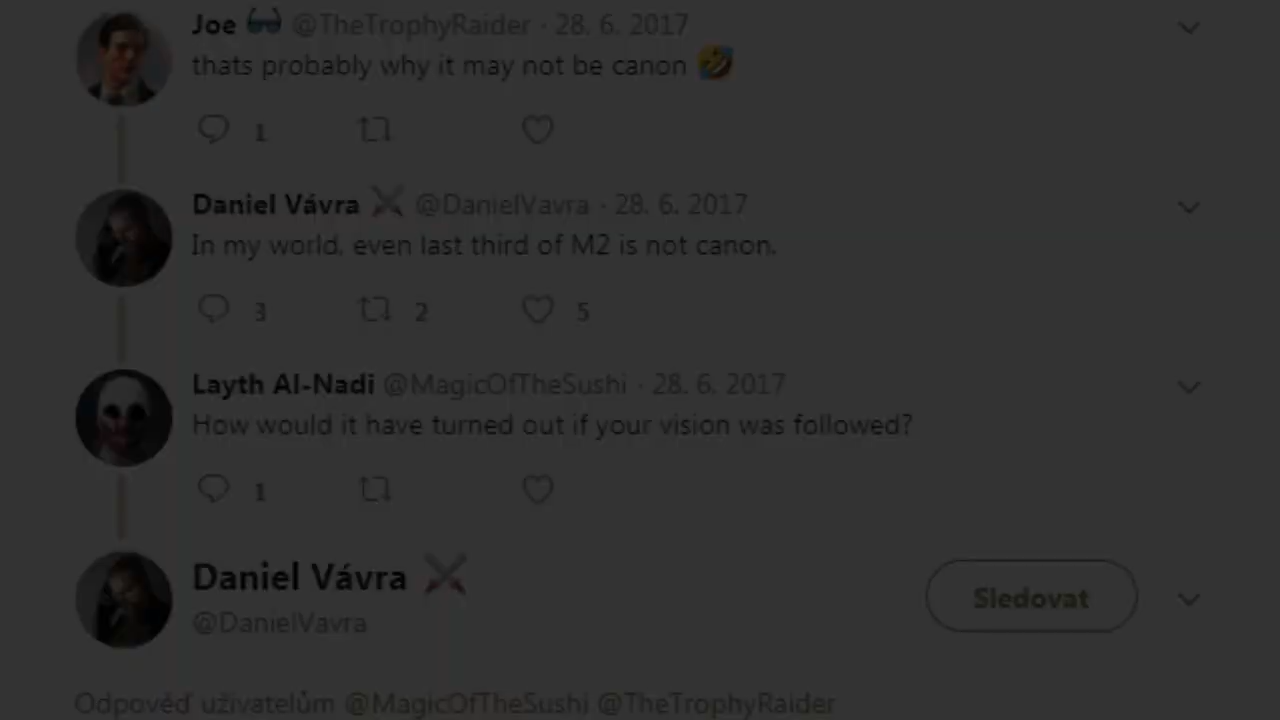 Joe 🕶️ @TheTrophyRaider · 28. 6. 2017
thats probably why it may not be canon 🤣
1
Daniel Vávra ⚔️ @DanielVavra · 28. 6. 2017
In my world, even last third of M2 is not canon.
3 2 5
Layth Al-Nadi @MagicOfTheSushi · 28. 6. 2017
How would it have turned out if your vision was followed?
1
Daniel Vávra ⚔️
@DanielVavra
Sledovat
Odpověď uživatelům @MagicOfTheSushi @TheTrophyRaider